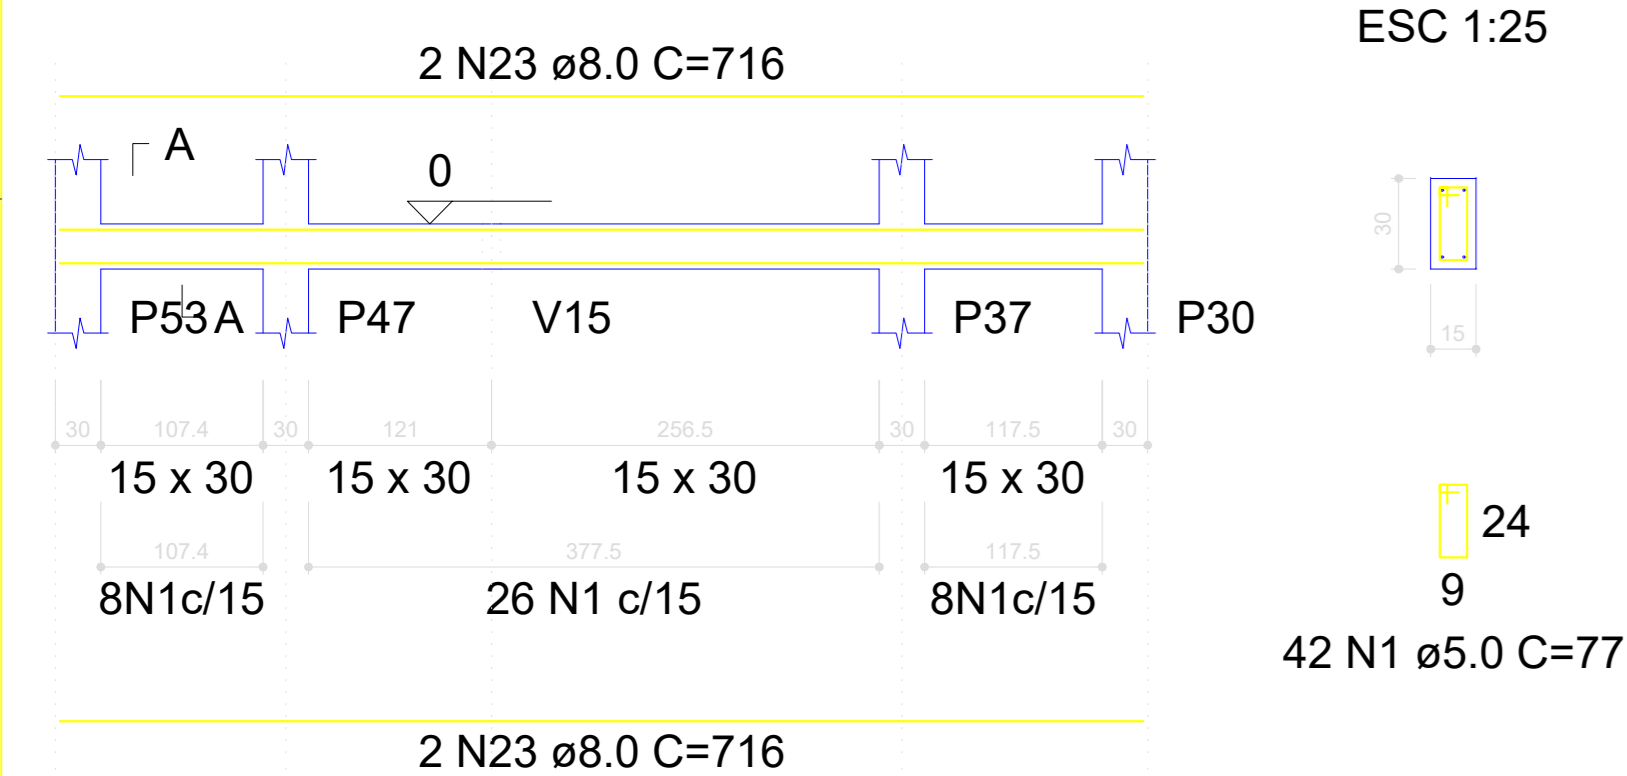 ESC 1:25
2 N23 ø8.0 C=716
A
0
30
P53 A P47 V15 P37 P30
15
30 107.4 30 121 256.5 30 117.5 30
15 x 30 15 x 30 15 x 30 15 x 30
24
107.4 377.5 117.5
8N1c/15 26 N1 c/15 8N1c/15
9
42 N1 ø5.0 C=77
2 N23 ø8.0 C=716